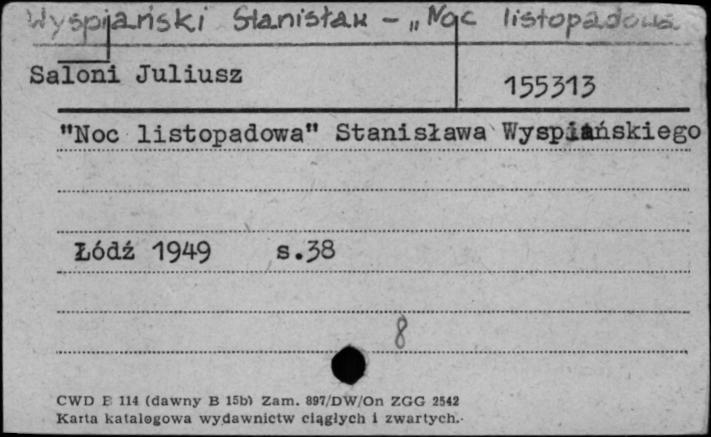 Wyspiański Stanisław - „Noc listopadowa
Saloni Juliusz
155313
"Noc listopadowa" Stanisława Wyspiańskiego
Łódź 1949 s.38
8
CWD B 114 (dawny B 15b) Zam. 897/DW/On ZGG 2542
Karta katalogowa wydawnictw ciągłych i zwartych.